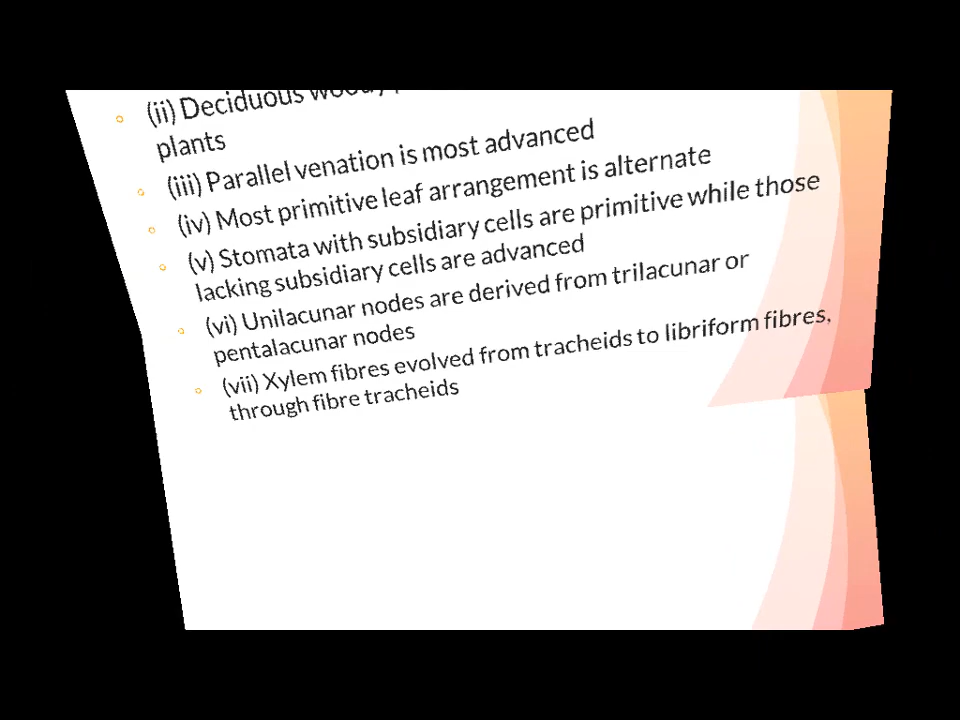 (ii) Deciduous woody
plants
(iii) Parallel venation is most advanced
(iv) Most primitive leaf arrangement is alternate
(v) Stomata with subsidiary cells are primitive while those
lacking subsidiary cells are advanced
(vi) Unilacunar nodes are derived from trilacunar or
pentalacunar nodes
(vii) Xylem fibres evolved from tracheids to libriform fibres,
through fibre tracheids